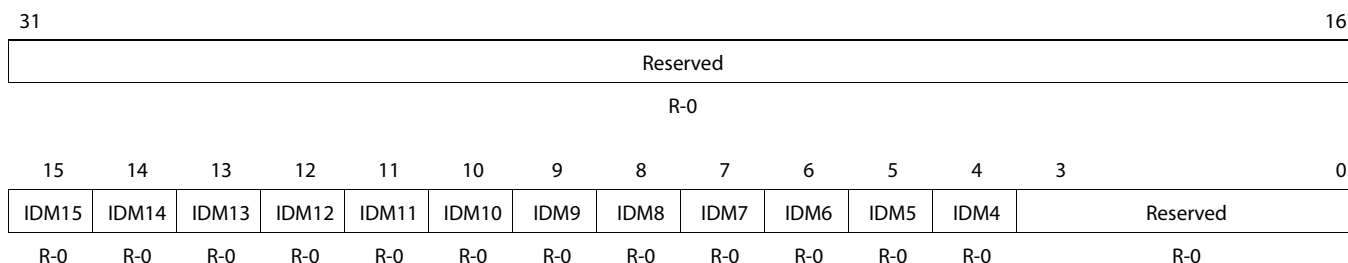 31 16
Reserved
R-0
15 14 13 12 11 10 9 8 7 6 5 4 3 0
IDM15 IDM14 IDM13 IDM12 IDM11 IDM10 IDM9 IDM8 IDM7 IDM6 IDM5 IDM4 Reserved
R-0 R-0 R-0 R-0 R-0 R-0 R-0 R-0 R-0 R-0 R-0 R-0 R-0